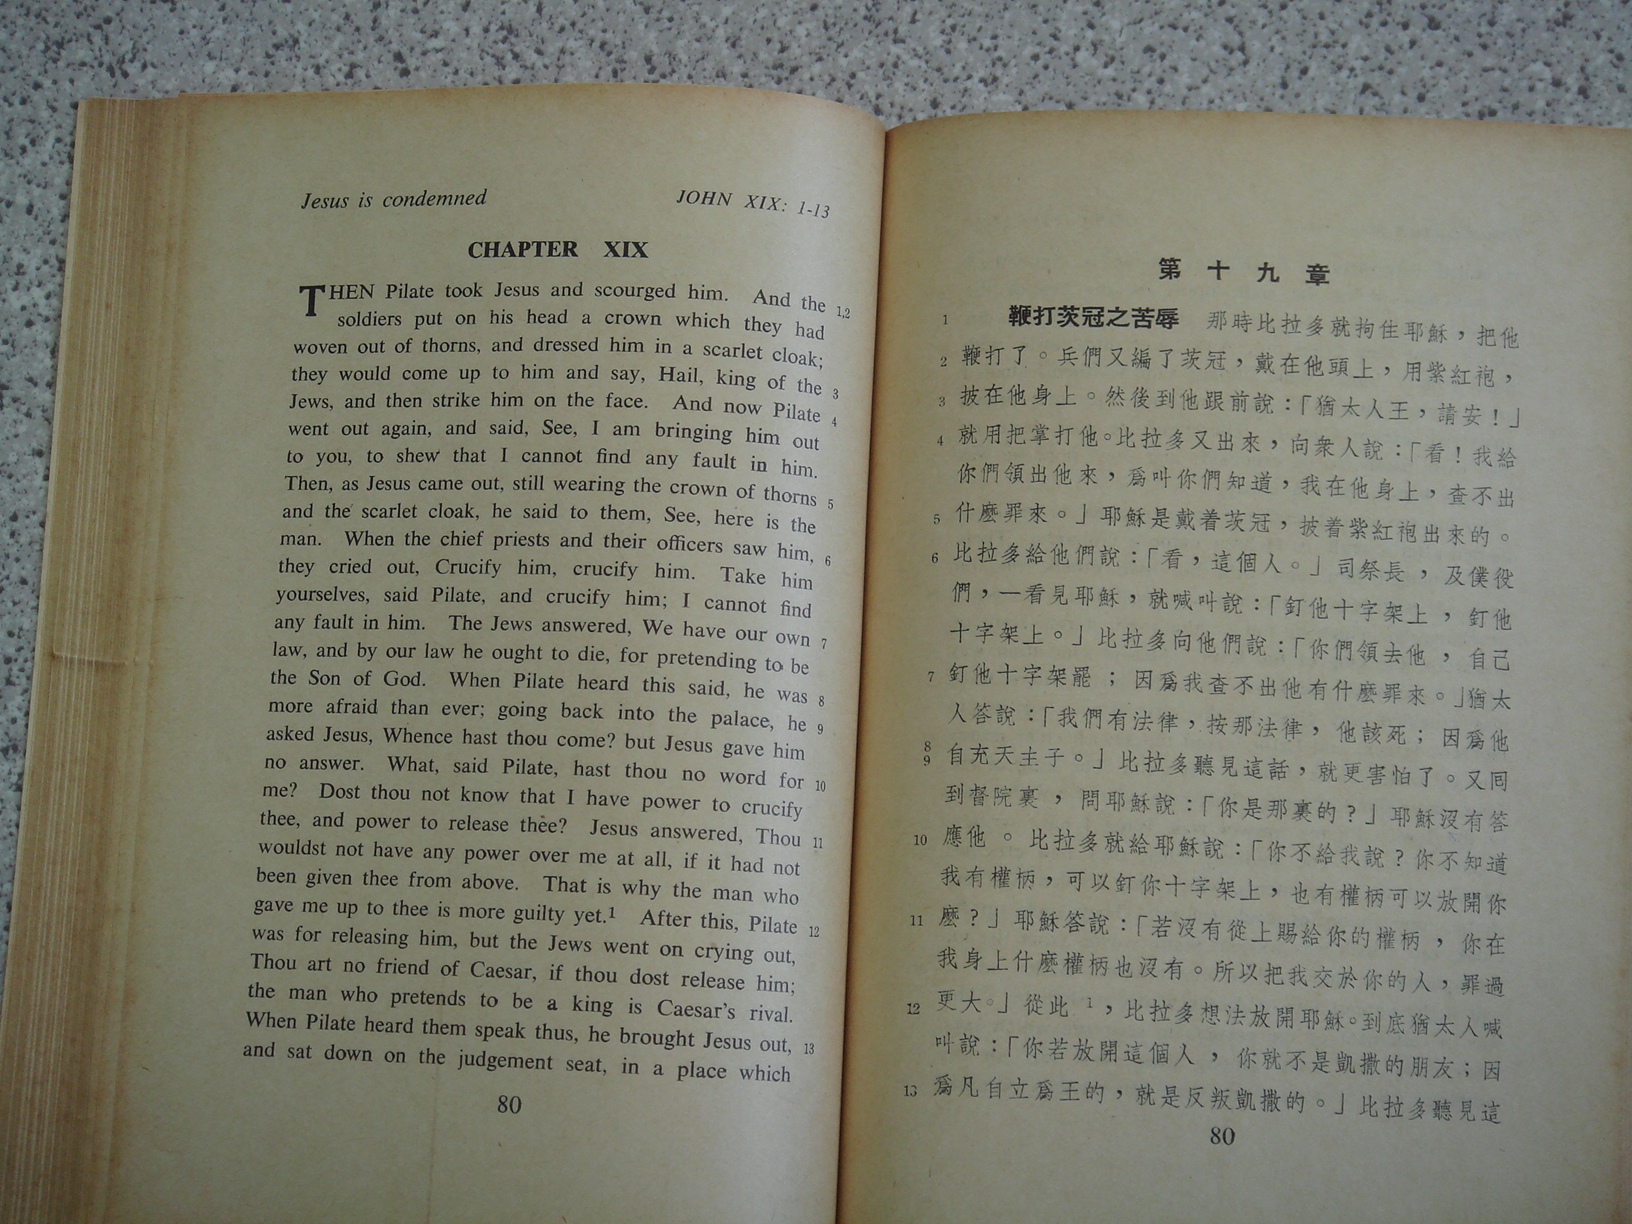 Jesus is condemned JOHN XIX: 1-13
CHAPTER XIX
THEN Pilate took Jesus and scourged him. And the 1,2
soldiers put on his head a crown which they had
woven out of thorns, and dressed him in a scarlet cloak;
they would come up to him and say, Hail, king of the 3
Jews, and then strike him on the face. And now Pilate 4
went out again, and said, See, I am bringing him out
to you, to shew that I cannot find any fault in him.
Then, as Jesus came out, still wearing the crown of thorns 5
and the scarlet cloak, he said to them, See, here is the
man. When the chief priests and their officers saw him, 6
they cried out, Crucify him, crucify him. Take him
yourselves, said Pilate, and crucify him; I cannot find
any fault in him. The Jews answered, We have our own 7
law, and by our law he ought to die, for pretending to be
the Son of God. When Pilate heard this said, he was 8
more afraid than ever; going back into the palace, he 9
asked Jesus, Whence hast thou come? but Jesus gave him
no answer. What, said Pilate, hast thou no word for 10
me? Dost thou not know that I have power to crucify
thee, and power to release thee? Jesus answered, Thou 11
wouldst not have any power over me at all, if it had not
been given thee from above. That is why the man who
gave me up to thee is more guilty yet.¹ After this, Pilate 12
was for releasing him, but the Jews went on crying out,
Thou art no friend of Caesar, if thou dost release him;
the man who pretends to be a king is Caesar's rival.
When Pilate heard them speak thus, he brought Jesus out, 13
and sat down on the judgement seat, in a place which
80
第十九章
1 鞭打茨冠之苦辱 那時比拉多就拘住耶穌，把他
2 鞭打了。兵們又編了茨冠，戴在他頭上，用紫紅袍，
3 披在他身上。然後到他跟前說：「猶太人王，請安！」
4 就用把掌打他。比拉多又出來，向衆人說：「看！我給
你們領出他來，爲叫你們知道，我在他身上，查不出
5 什麽罪來。」耶穌是戴着茨冠，披着紫紅袍出來的。
6 比拉多給他們說：「看，這個人。」司祭長，及僕役
們，一看見耶穌，就喊叫說：「釘他十字架上，釘他
十字架上。」比拉多向他們說：「你們領去他，自己
7 釘他十字架罷；因爲我查不出他有什麽罪來。」猶太
人答說：「我們有法律，按那法律，他該死；因爲他
8 9 自充天主子。」比拉多聽見這話，就更害怕了。又回
到督院裏，問耶穌說：「你是那裏的？」耶穌沒有答
10 應他。比拉多就給耶穌說：「你不給我說？你不知道
我有權柄，可以釘你十字架上，也有權柄可以放開你
11 麽？」耶穌答說：「若沒有從上賜給你的權柄，你在
我身上什麽權柄也沒有。所以把我交於你的人，罪過
12 更大。」從此¹，比拉多想法放開耶穌。到底猶太人喊
叫說：「你若放開這個人，你就不是凱撒的朋友；因
13 爲凡自立爲王的，就是反叛凱撒的。」比拉多聽見這
80